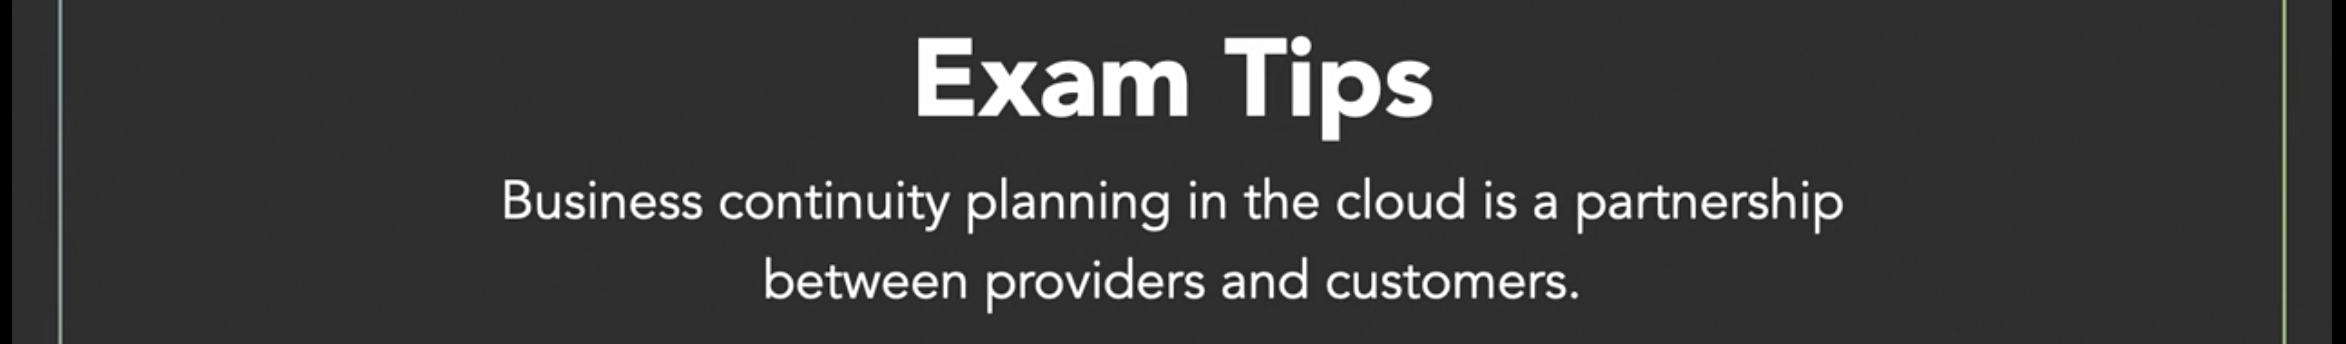 Exam Tips
Business continuity planning in the cloud is a partnership
between providers and customers.